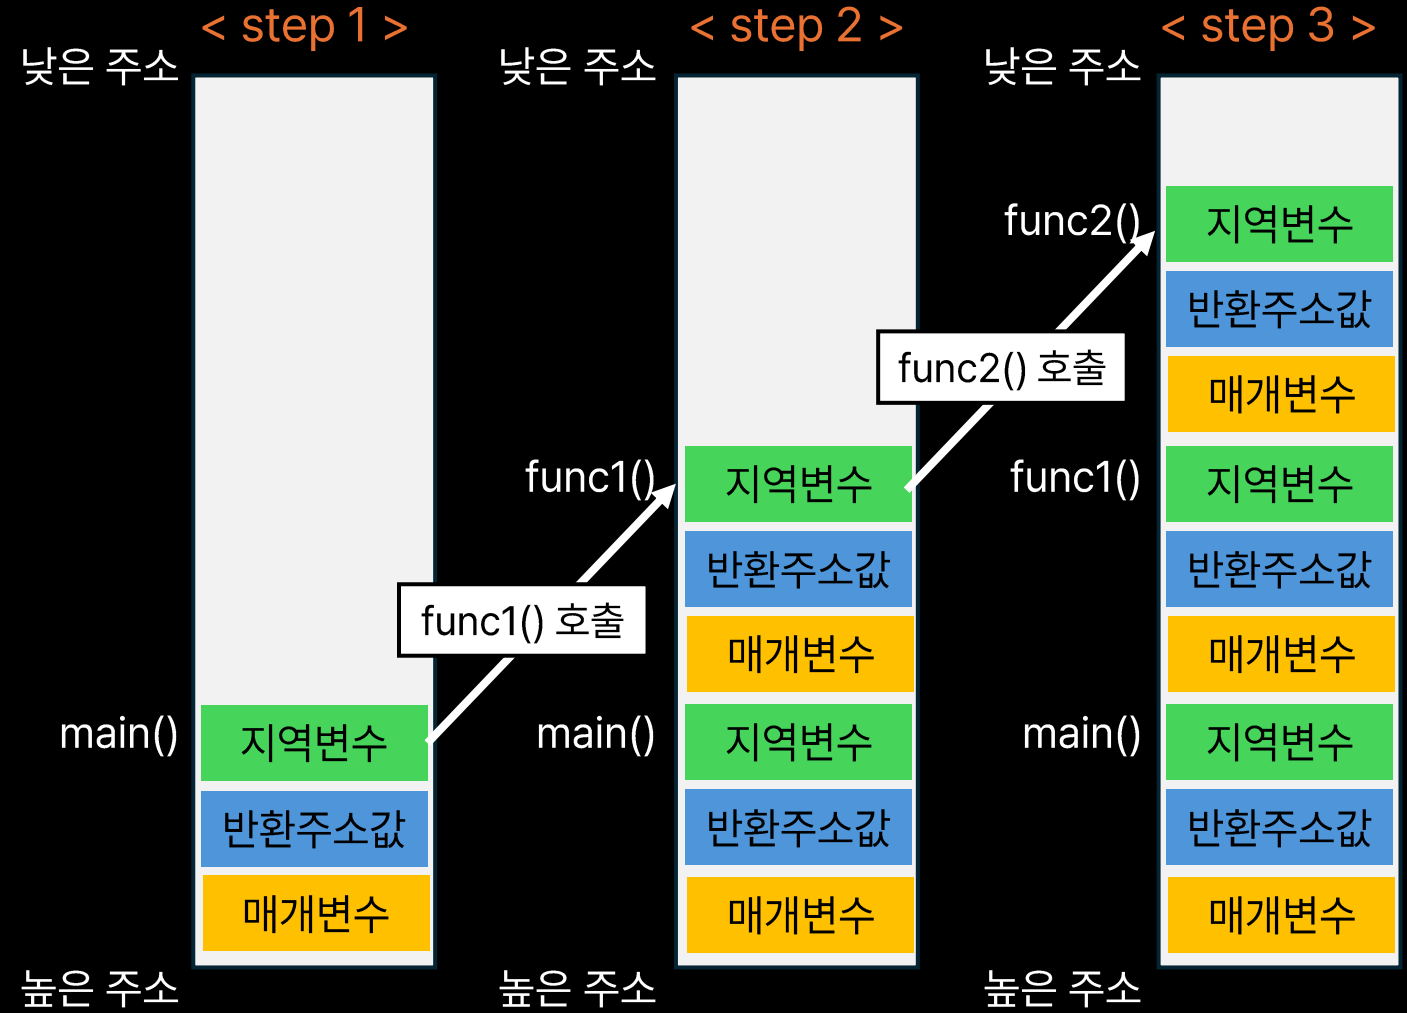 < step 1 >
낮은 주소
main()
지역변수
반환주소값
매개변수
높은 주소
func1() 호출
< step 2 >
낮은 주소
func1()
지역변수
반환주소값
매개변수
main()
지역변수
반환주소값
매개변수
높은 주소
func2() 호출
< step 3 >
낮은 주소
func2()
지역변수
반환주소값
매개변수
func1()
지역변수
반환주소값
매개변수
main()
지역변수
반환주소값
매개변수
높은 주소